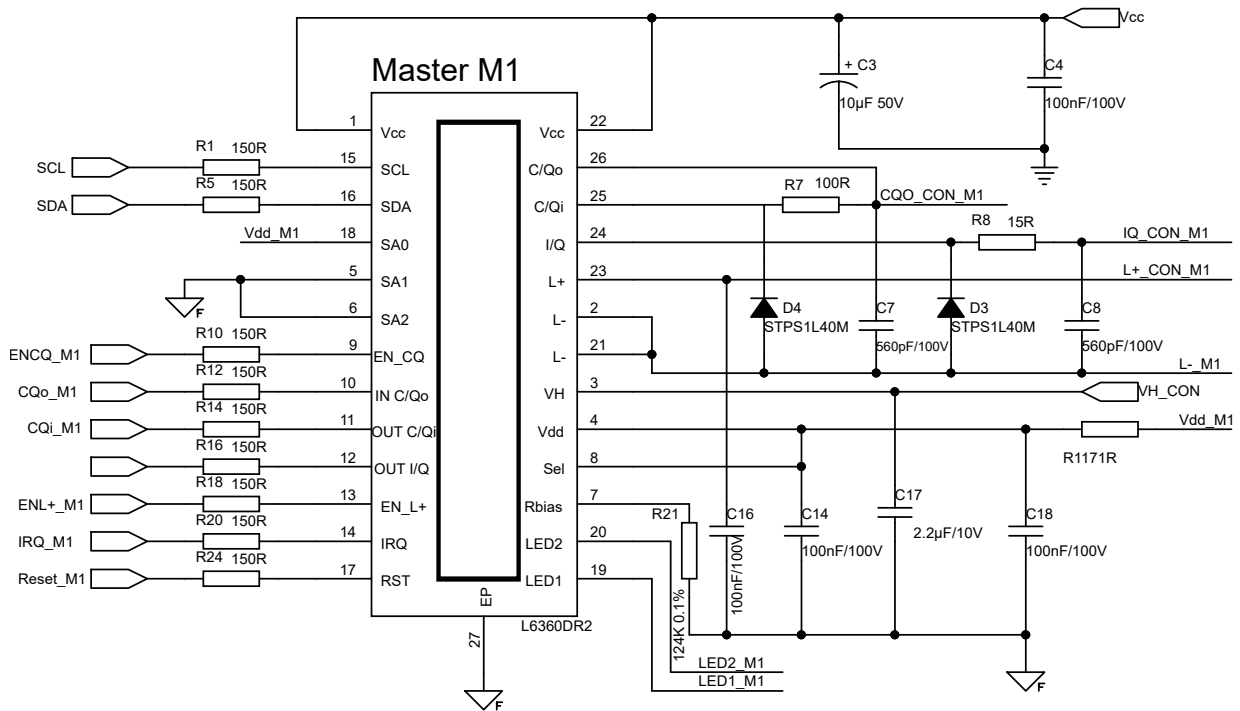 Vcc
Master M1
+ C3
10µF 50V
C4
100nF/100V
1
Vcc
Vcc
22
SCL
R1 150R
15
SCL
C/Qo
26
SDA
R5 150R
16
SDA
C/Qi
25
R7 100R
CQO_CON_M1
Vdd_M1
18
SA0
I/Q
24
R8 15R
IQ_CON_M1
5
SA1
L+
23
L+_CON_M1
F
6
SA2
L-
2
D4
STPS1L40M
C7
560pF/100V
D3
STPS1L40M
C8
560pF/100V
ENCQ_M1
R10 150R
9
EN_CQ
L-
21
L-_M1
CQo_M1
R12 150R
10
IN C/Qo
VH
3
VH_CON
CQi_M1
R14 150R
11
OUT C/Qi
Vdd
4
Vdd_M1
R16 150R
12
OUT I/Q
Sel
8
R1171R
ENL+_M1
R18 150R
13
EN_L+
Rbias
7
R21
124K 0.1%
C16
100nF/100V
C14
100nF/100V
C17
2.2µF/10V
C18
100nF/100V
IRQ_M1
R20 150R
14
IRQ
LED2
20
Reset_M1
R24 150R
17
RST
LED1
19
EP
27
L6360DR2
LED2_M1
LED1_M1
F
F